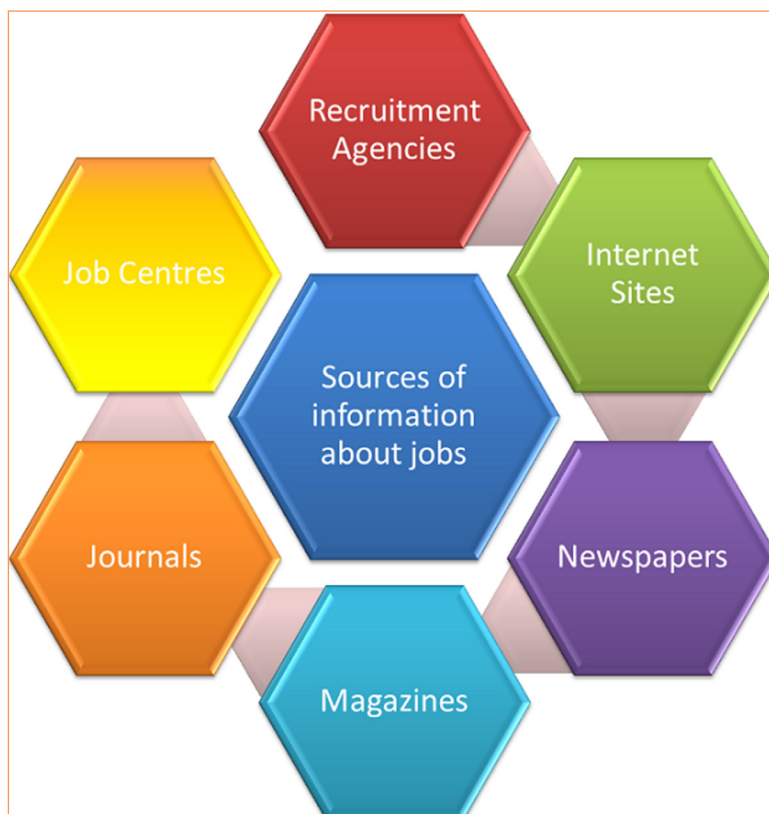 Recruitment
Agencies
Internet
Sites
Newspapers
Magazines
Journals
Job Centres
Sources of
information
about jobs